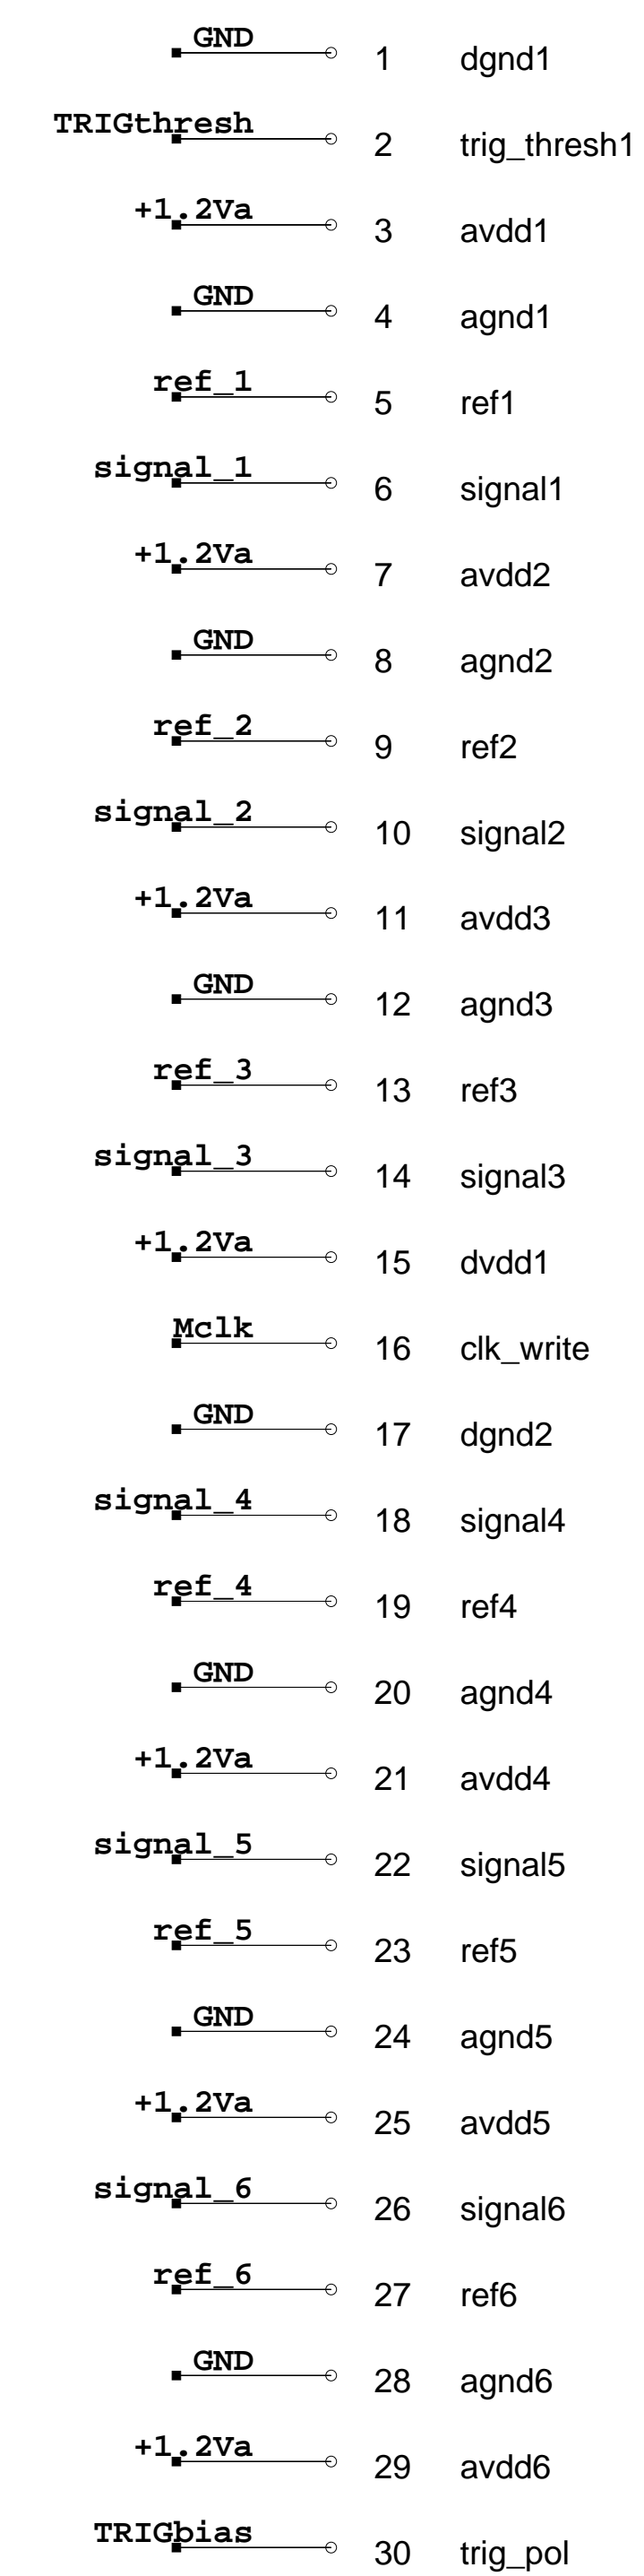 GND 1 dgnd1
TRIGthresh 2 trig_thresh1
+1.2Va 3 avdd1
GND 4 agnd1
ref_1 5 ref1
signal_1 6 signal1
+1.2Va 7 avdd2
GND 8 agnd2
ref_2 9 ref2
signal_2 10 signal2
+1.2Va 11 avdd3
GND 12 agnd3
ref_3 13 ref3
signal_3 14 signal3
+1.2Va 15 dvdd1
Mclk 16 clk_write
GND 17 dgnd2
signal_4 18 signal4
ref_4 19 ref4
GND 20 agnd4
+1.2Va 21 avdd4
signal_5 22 signal5
ref_5 23 ref5
GND 24 agnd5
+1.2Va 25 avdd5
signal_6 26 signal6
ref_6 27 ref6
GND 28 agnd6
+1.2Va 29 avdd6
TRIGbias 30 trig_pol